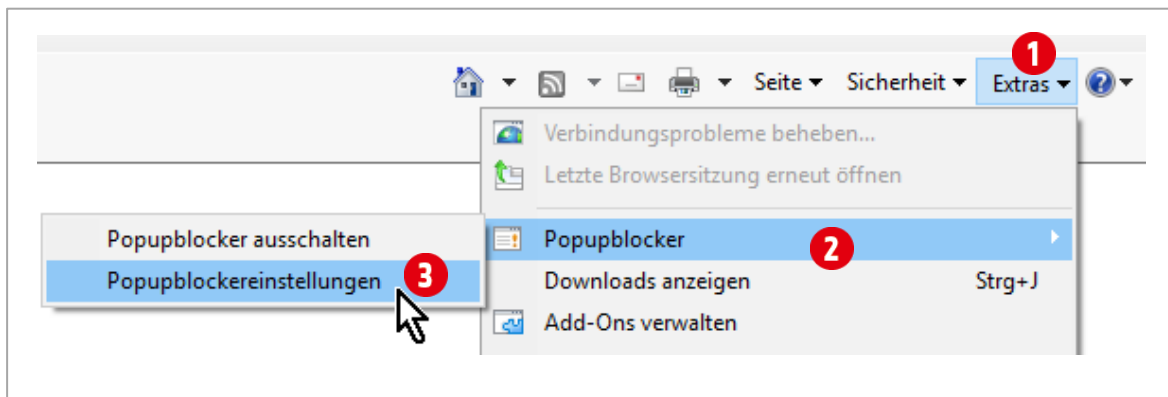 1
Seite Sicherheit Extras
Verbindungsprobleme beheben...
Letzte Browsersitzung erneut öffnen
Popupblocker ausschalten
Popupblocker 2
Popupblockereinstellungen 3
Downloads anzeigen Strg+J
Add-Ons verwalten